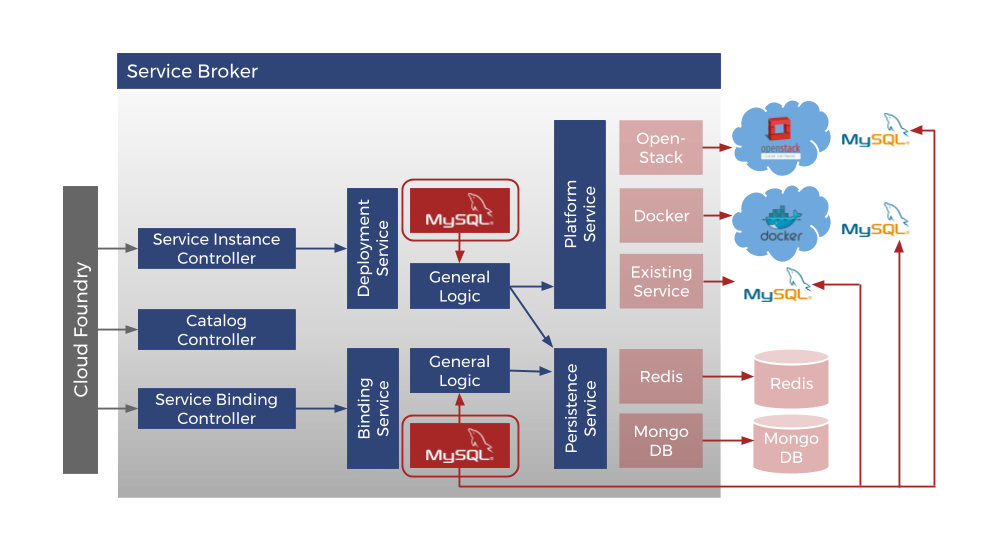 Service Broker
Cloud Foundry
Service Instance
Controller
Catalog
Controller
Service Binding
Controller
Deployment
Service
MySQL
General
Logic
Binding
Service
General
Logic
MySQL
Platform
Service
Persistence
Service
Open-
Stack
Docker
Existing
Service
Redis
Mongo
DB
openstack
MySQL
docker
MySQL
MySQL
Redis
Mongo
DB